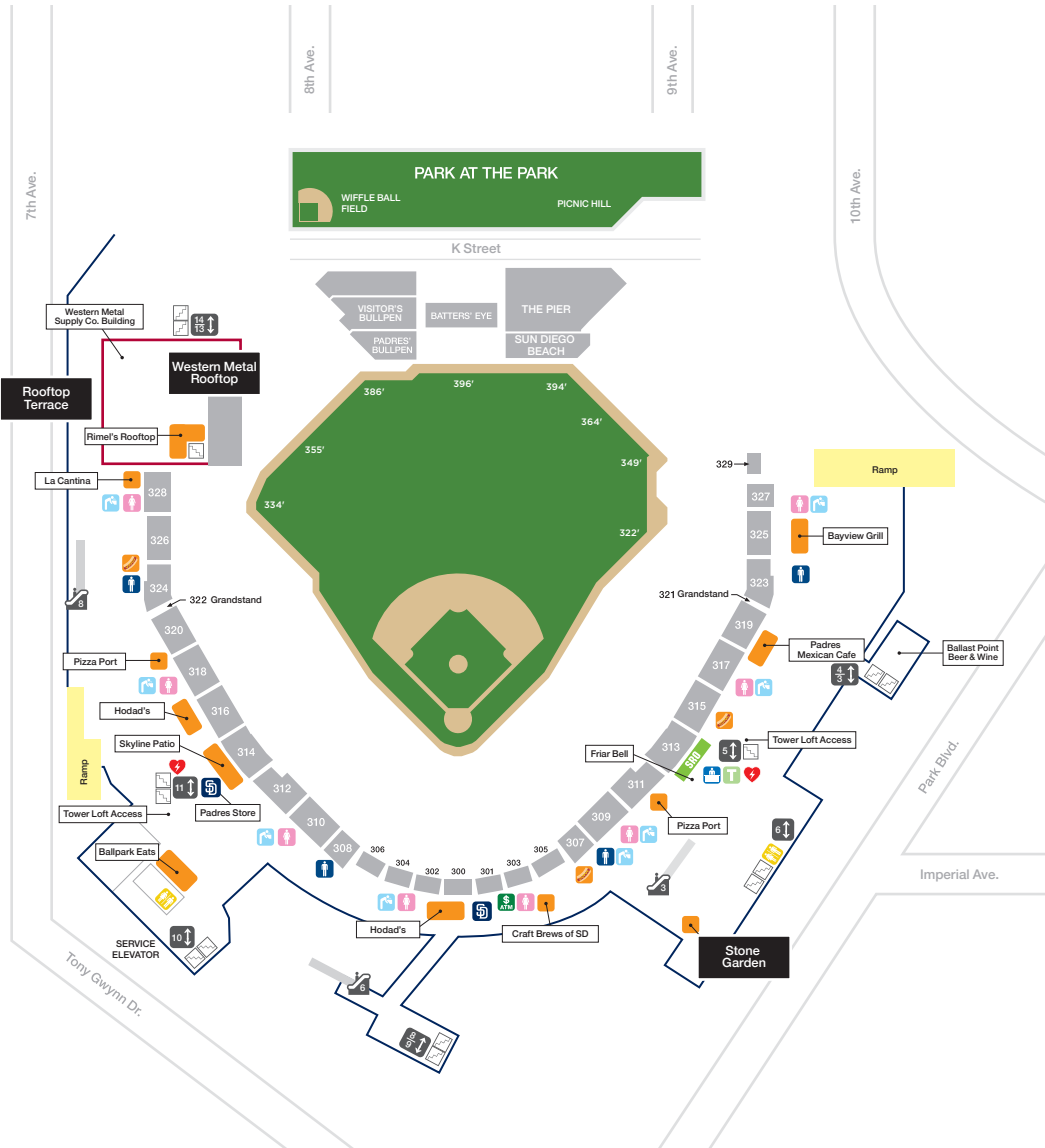 8th Ave.
9th Ave.
7th Ave.
10th Ave.
PARK AT THE PARK
WIFFLE BALL
FIELD
PICNIC HILL
K Street
VISITOR'S
BULLPEN
BATTERS' EYE
THE PIER
PADRES'
BULLPEN
SAN DIEGO
BEACH
Western Metal
Supply Co. Building
14
13
Western Metal
Rooftop
Rooftop
Terrace
Rimel's Rooftop
La Cantina
386'
396'
394'
364'
355'
349'
334'
322'
328
326
324
8
322 Grandstand
320
318
316
314
312
310
308
306
304
302
300
301
303
305
307
309
311
313
315
317
319
321 Grandstand
323
325
327
329
Ramp
Bayview Grill
Padres
Mexican Cafe
4
3
Ballast Point
Beer & Wine
Pizza Port
Hodad's
Skyline Patio
11
SD
Padres Store
Ramp
Tower Loft Access
Ballpark Eats
SERVICE
ELEVATOR
10
Friar Bell
SRO
5
Tower Loft Access
T
Pizza Port
6
3
Park Blvd.
Imperial Ave.
Hodad's
SD
$
ATM
Craft Brews of SD
Stone
Garden
6
8/9
Tony Gwynn Dr.